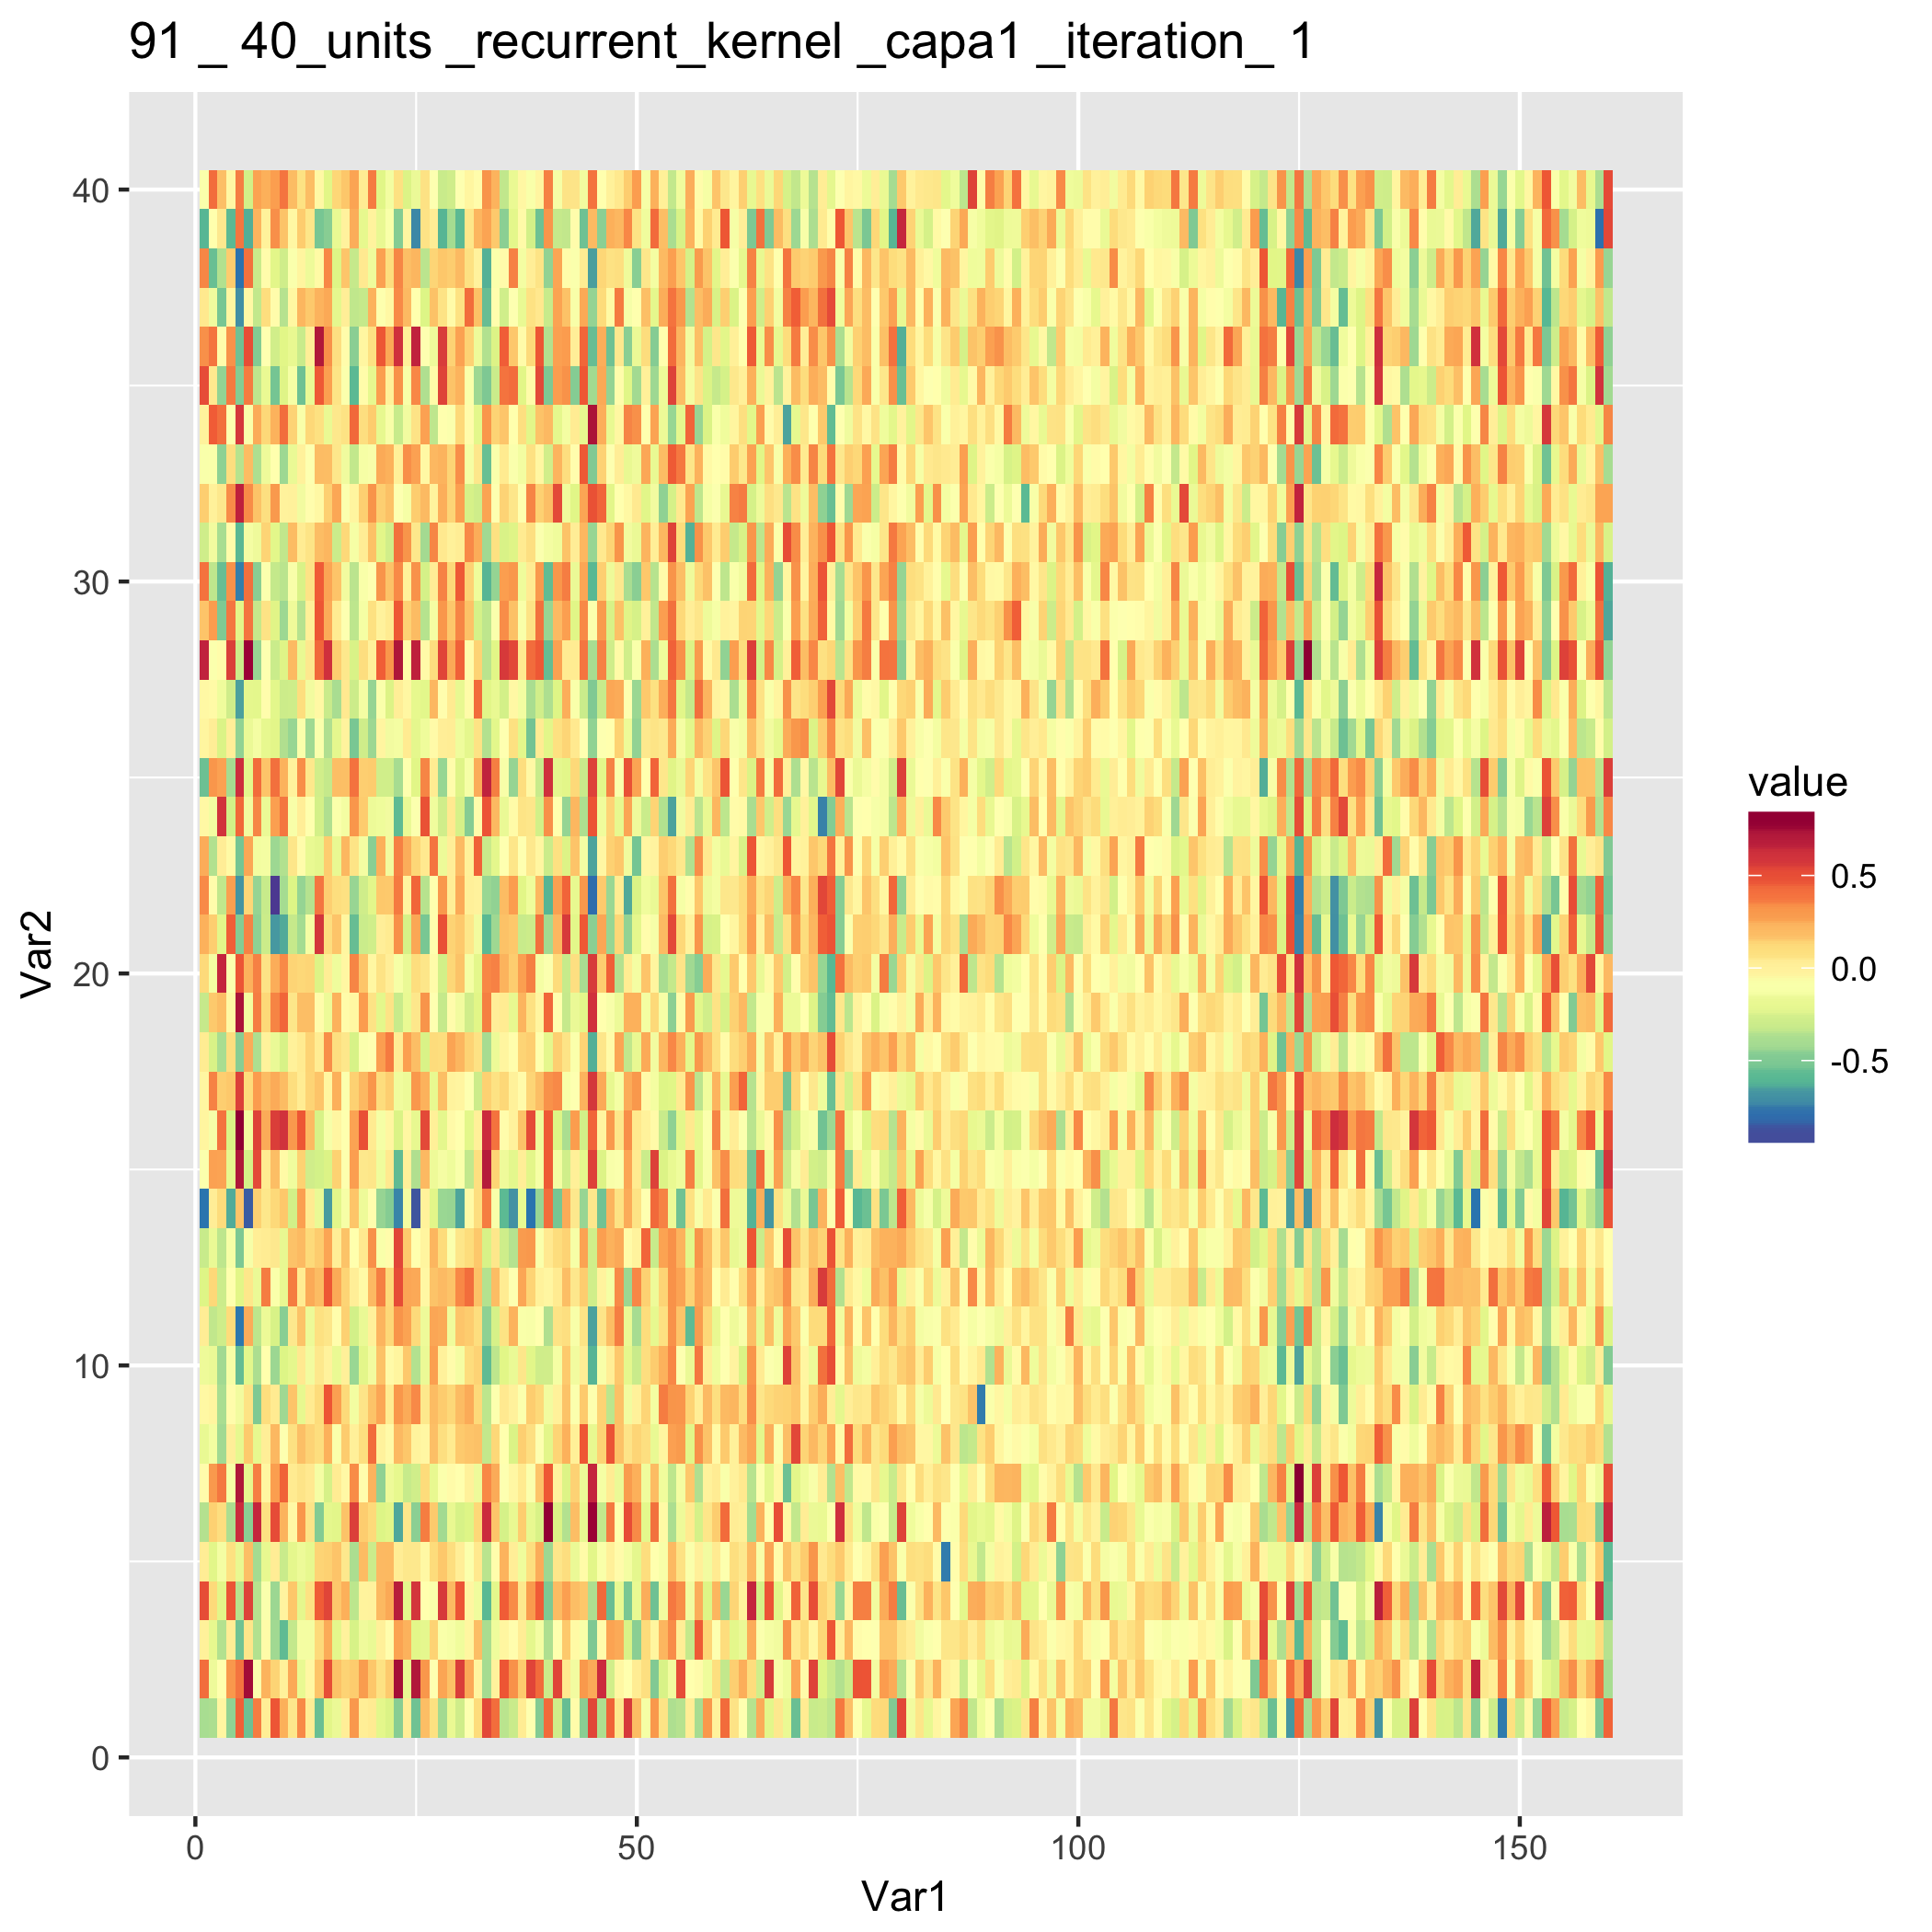 91 _ 40_units _recurrent_kernel _capa1 _iteration_ 1
40
30
20
10
0
Var2
0 50 100 150
Var1
value
0.5
0.0
-0.5